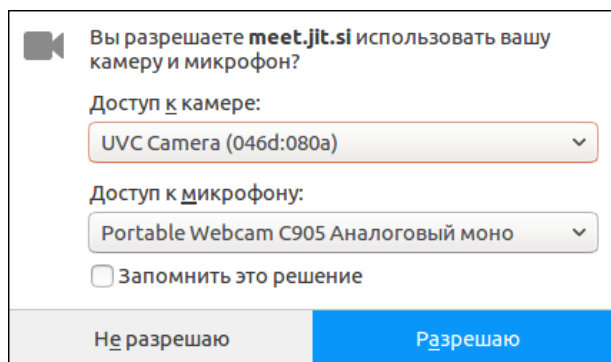 Вы разрешаете meet.jit.si использовать вашу
камеру и микрофон?
Доступ к камере:
UVC Camera (046d:080a)
Доступ к микрофону:
Portable Webcam C905 Аналоговый моно
Запомнить это решение
Не разрешаю
Разрешаю